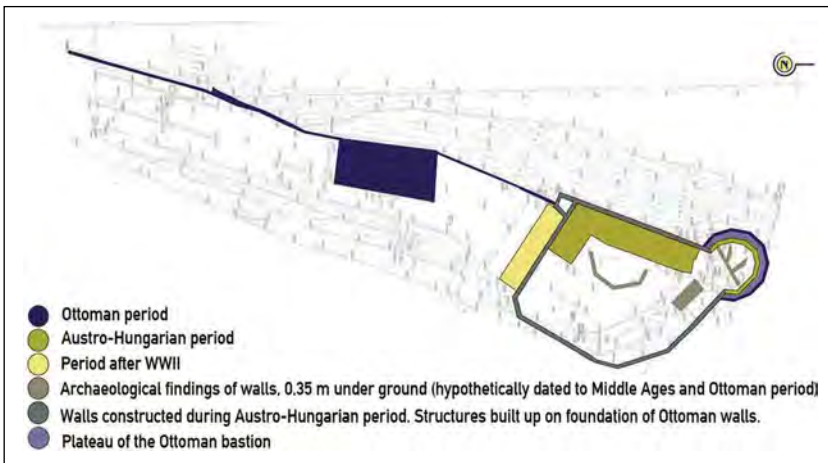 N
Ottoman period
Austro-Hungarian period
Period after WWII
Archaeological findings of walls, 0.35 m under ground (hypothetically dated to Middle Ages and Ottoman period)
Walls constructed during Austro-Hungarian period. Structures built up on foundation of Ottoman walls.
Plateau of the Ottoman bastion